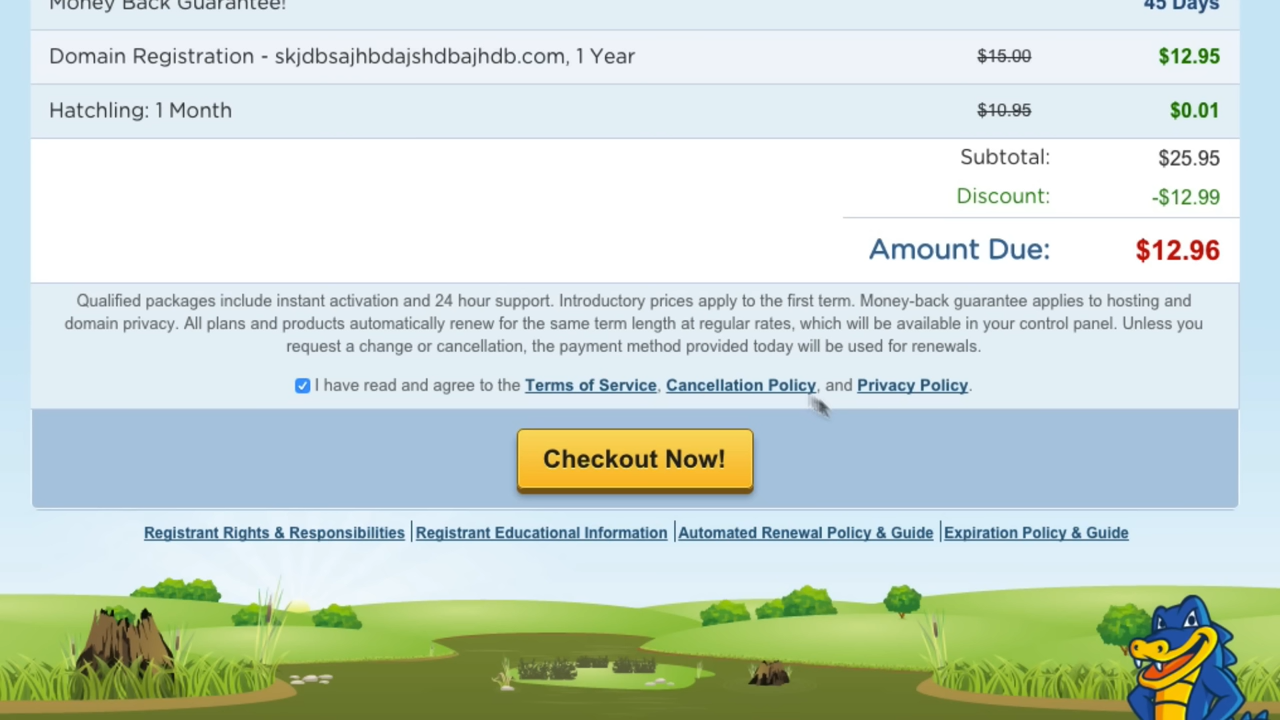 Money Back Guarantee! 45 Days
Domain Registration - skjdbsajhbdajshdbajhdb.com, 1 Year $15.00 $12.95
Hatchling: 1 Month $10.95 $0.01
Subtotal: $25.95
Discount: -$12.99
Amount Due: $12.96
Qualified packages include instant activation and 24 hour support. Introductory prices apply to the first term. Money-back guarantee applies to hosting and
domain privacy. All plans and products automatically renew for the same term length at regular rates, which will be available in your control panel. Unless you
request a change or cancellation, the payment method provided today will be used for renewals.
I have read and agree to the Terms of Service, Cancellation Policy, and Privacy Policy.
Checkout Now!
Registrant Rights & Responsibilities | Registrant Educational Information | Automated Renewal Policy & Guide | Expiration Policy & Guide